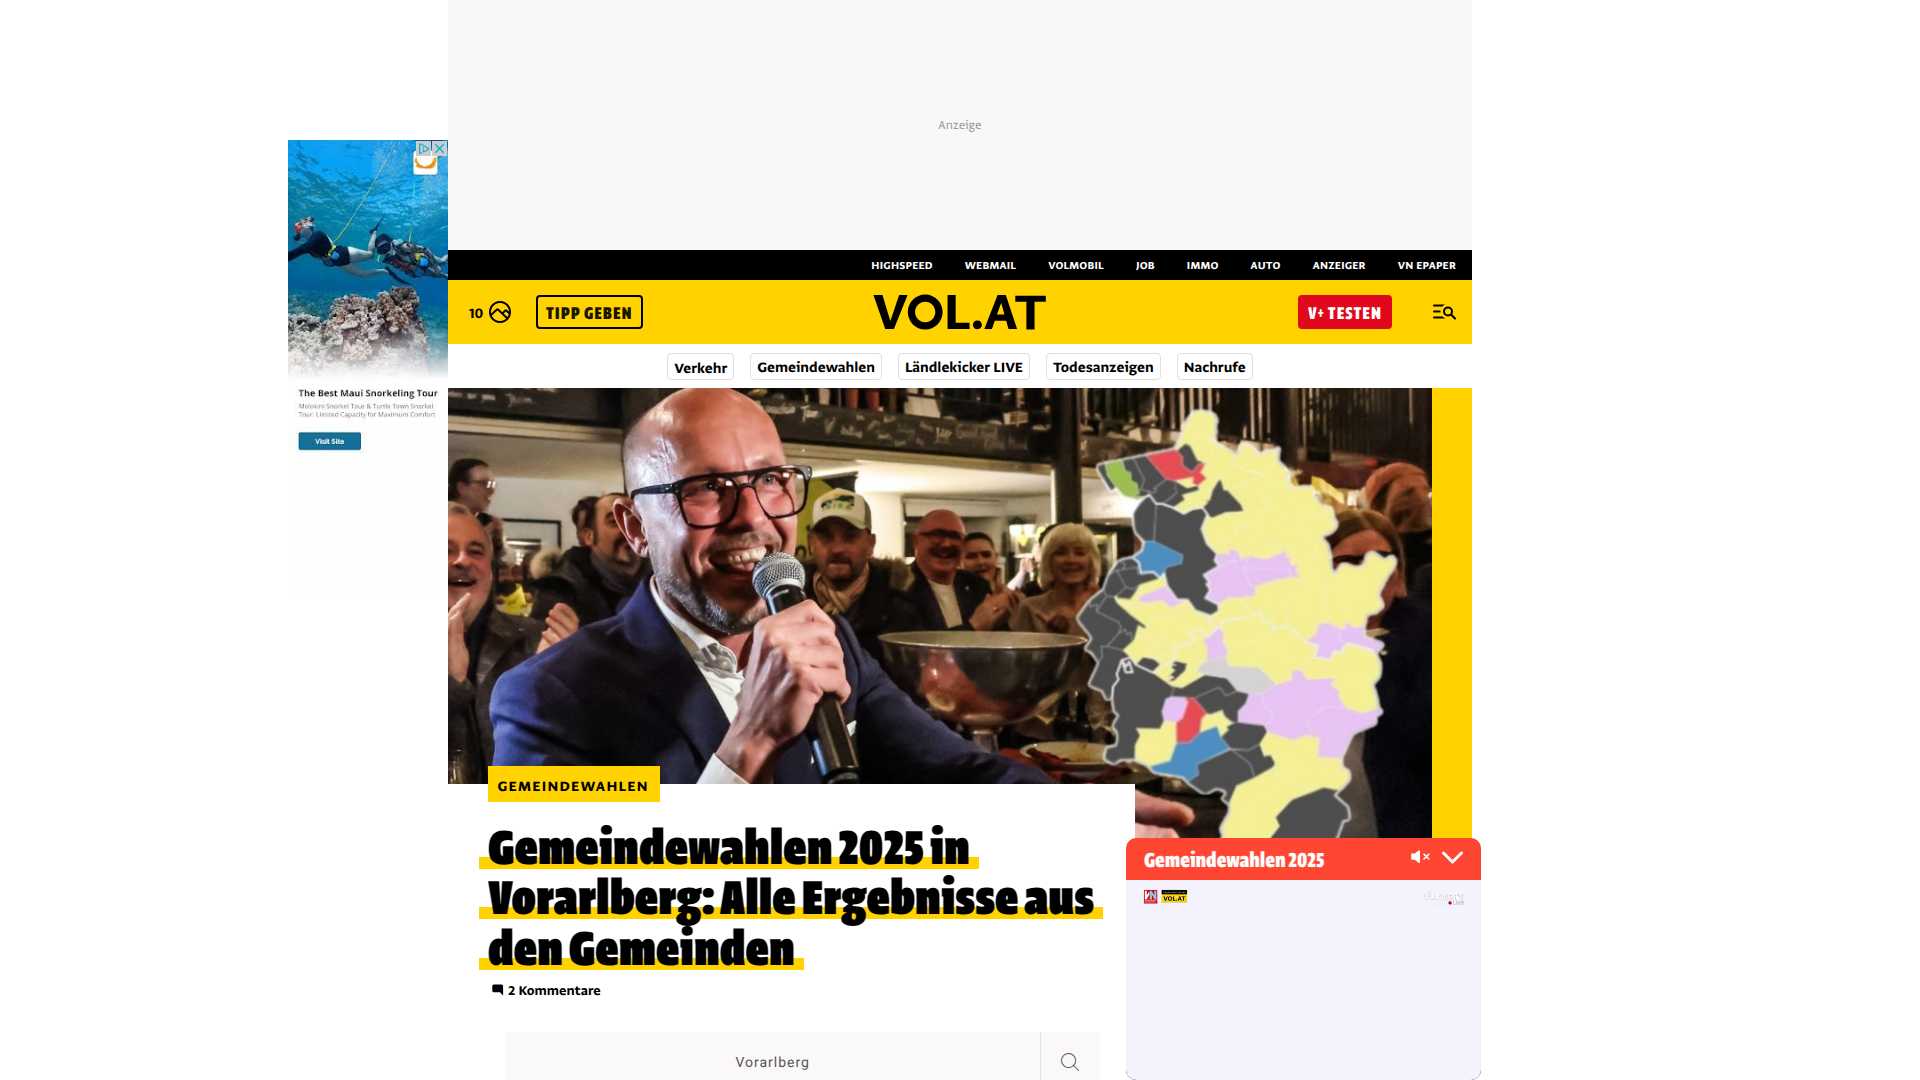 Anzeige
HIGHSPEED WEBMAIL VOLMOBIL JOB IMMO AUTO ANZEIGER VN EPAPER
10 TIPP GEBEN VOL.AT V+ TESTEN
Verkehr Gemeindewahlen Ländlekicker LIVE Todesanzeigen Nachrufe
The Best Maui Snorkeling Tour
Molokini Snorkel Tour & Turtle Town Snorkel
Tour: Limited Capacity for Maximum Comfort
Visit Site
GEMEINDEWAHLEN
Gemeindewahlen 2025 in
Vorarlberg: Alle Ergebnisse aus
den Gemeinden
2 Kommentare
Vorarlberg
Gemeindewahlen 2025
VOL.AT
LIVE